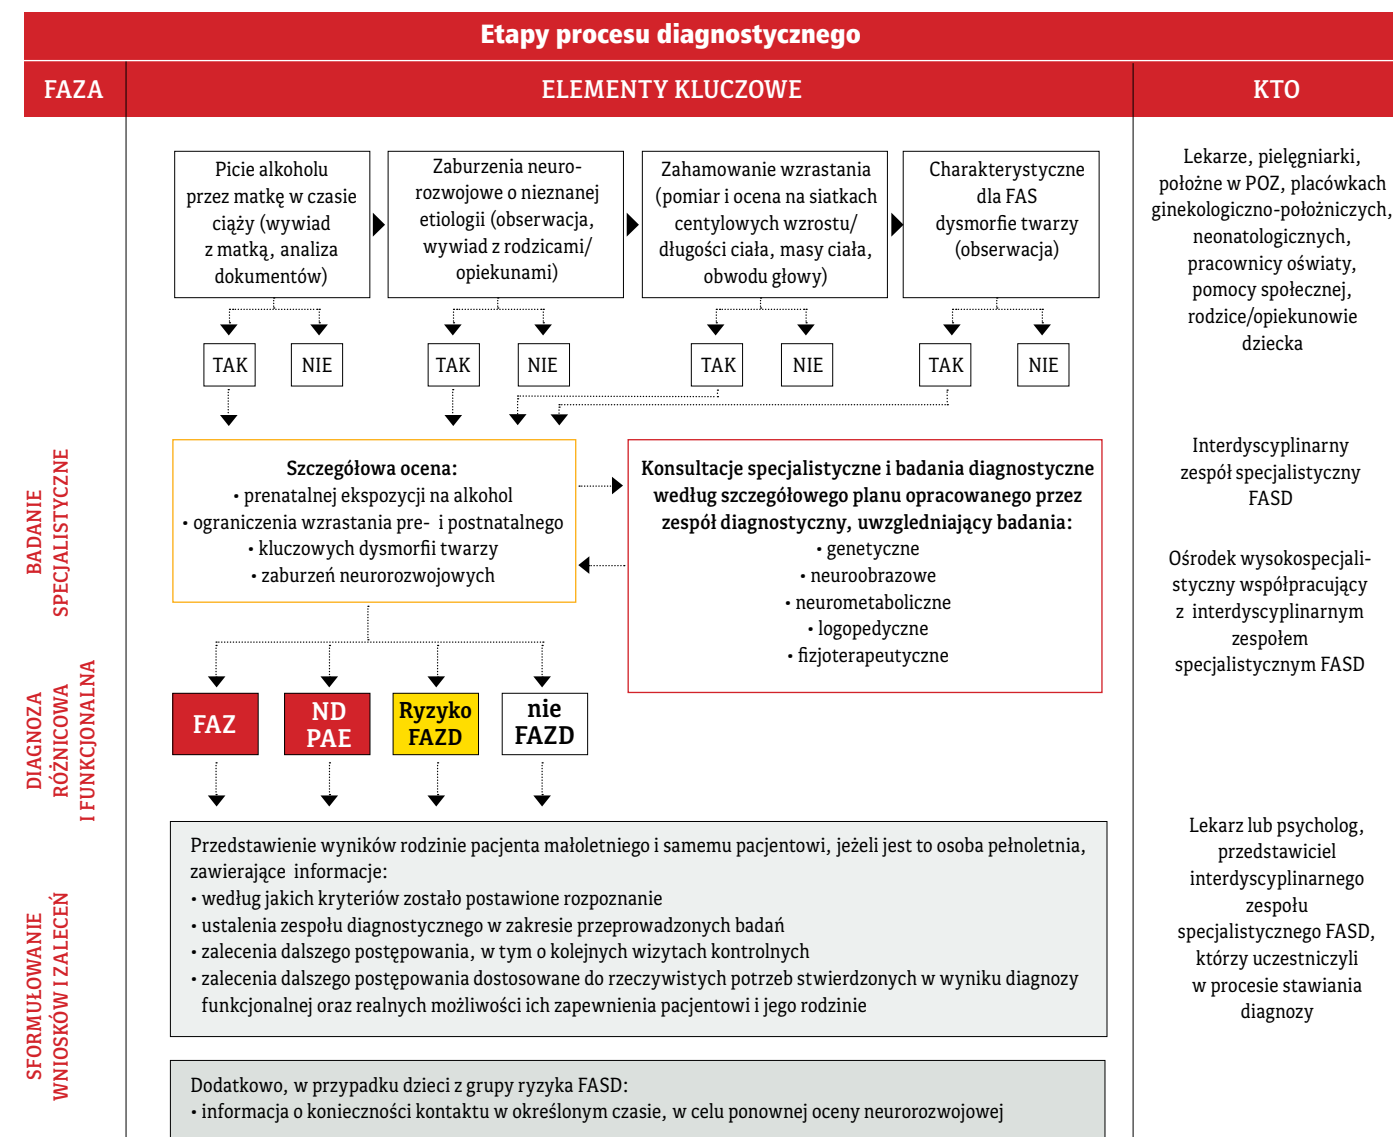 Etapy procesu diagnostycznego
FAZA
ELEMENTY KLUCZOWE
KTO
Picie alkoholu
przez matkę w czasie
ciąży (wywiad
z matką, analiza
dokumentów)
Zaburzenia neuro-
rozwojowe o nieznanej
etiologii (obserwacja,
wywiad z rodzicami/
opiekunami)
Zahamowanie wzrastania
(pomiar i ocena na siatkach
centylowych wzrostu/
długości ciała, masy ciała,
obwodu głowy)
Charakterystyczne
dla FAS
dysmorfie twarzy
(obserwacja)
Lekarze, pielęgniarki,
położne w POZ, placówkach
ginekologiczno-położniczych,
neonatologicznych,
pracownicy oświaty,
pomocy społecznej,
rodzice/opiekunowie
dziecka
TAK
NIE
TAK
NIE
TAK
NIE
TAK
NIE
BADANIE
SPECJALISTYCZNE
Szczegółowa ocena:
• prenatalnej ekspozycji na alkohol
• ograniczenia wzrastania pre- i postnatalnego
• kluczowych dysmorfii twarzy
• zaburzeń neurorozwojowych
Konsultacje specjalistyczne i badania diagnostyczne
według szczegółowego planu opracowanego przez
zespół diagnostyczny, uwzgledniający badania:
• genetyczne
• neuroobrazowe
• neurometaboliczne
• logopedyczne
• fizjoterapeutyczne
Interdyscyplinarny
zespół specjalistyczny
FASD
Ośrodek wysokospecjali-
styczny współpracujący
z interdyscyplinarnym
zespołem
specjalistycznym FASD
DIAGNOZA
RÓŻNICOWA
I FUNKCJONALNA
FAZ
ND
PAE
Ryzyko
FAZD
nie
FAZD
SFORMUŁOWANIE
WNIOSKÓW I ZALECEŃ
Przedstawienie wyników rodzinie pacjenta małoletniego i samemu pacjentowi, jeżeli jest to osoba pełnoletnia,
zawierające informacje:
• według jakich kryteriów zostało postawione rozpoznanie
• ustalenia zespołu diagnostycznego w zakresie przeprowadzonych badań
• zalecenia dalszego postępowania, w tym o kolejnych wizytach kontrolnych
• zalecenia dalszego postępowania dostosowane do rzeczywistych potrzeb stwierdzonych w wyniku diagnozy
funkcjonalnej oraz realnych możliwości ich zapewnienia pacjentowi i jego rodzinie
Lekarz lub psycholog,
przedstawiciel
interdyscyplinarnego
zespołu
specjalistycznego FASD,
którzy uczestniczyli
w procesie stawiania
diagnozy
Dodatkowo, w przypadku dzieci z grupy ryzyka FASD:
• informacja o konieczności kontaktu w określonym czasie, w celu ponownej oceny neurorozwojowej